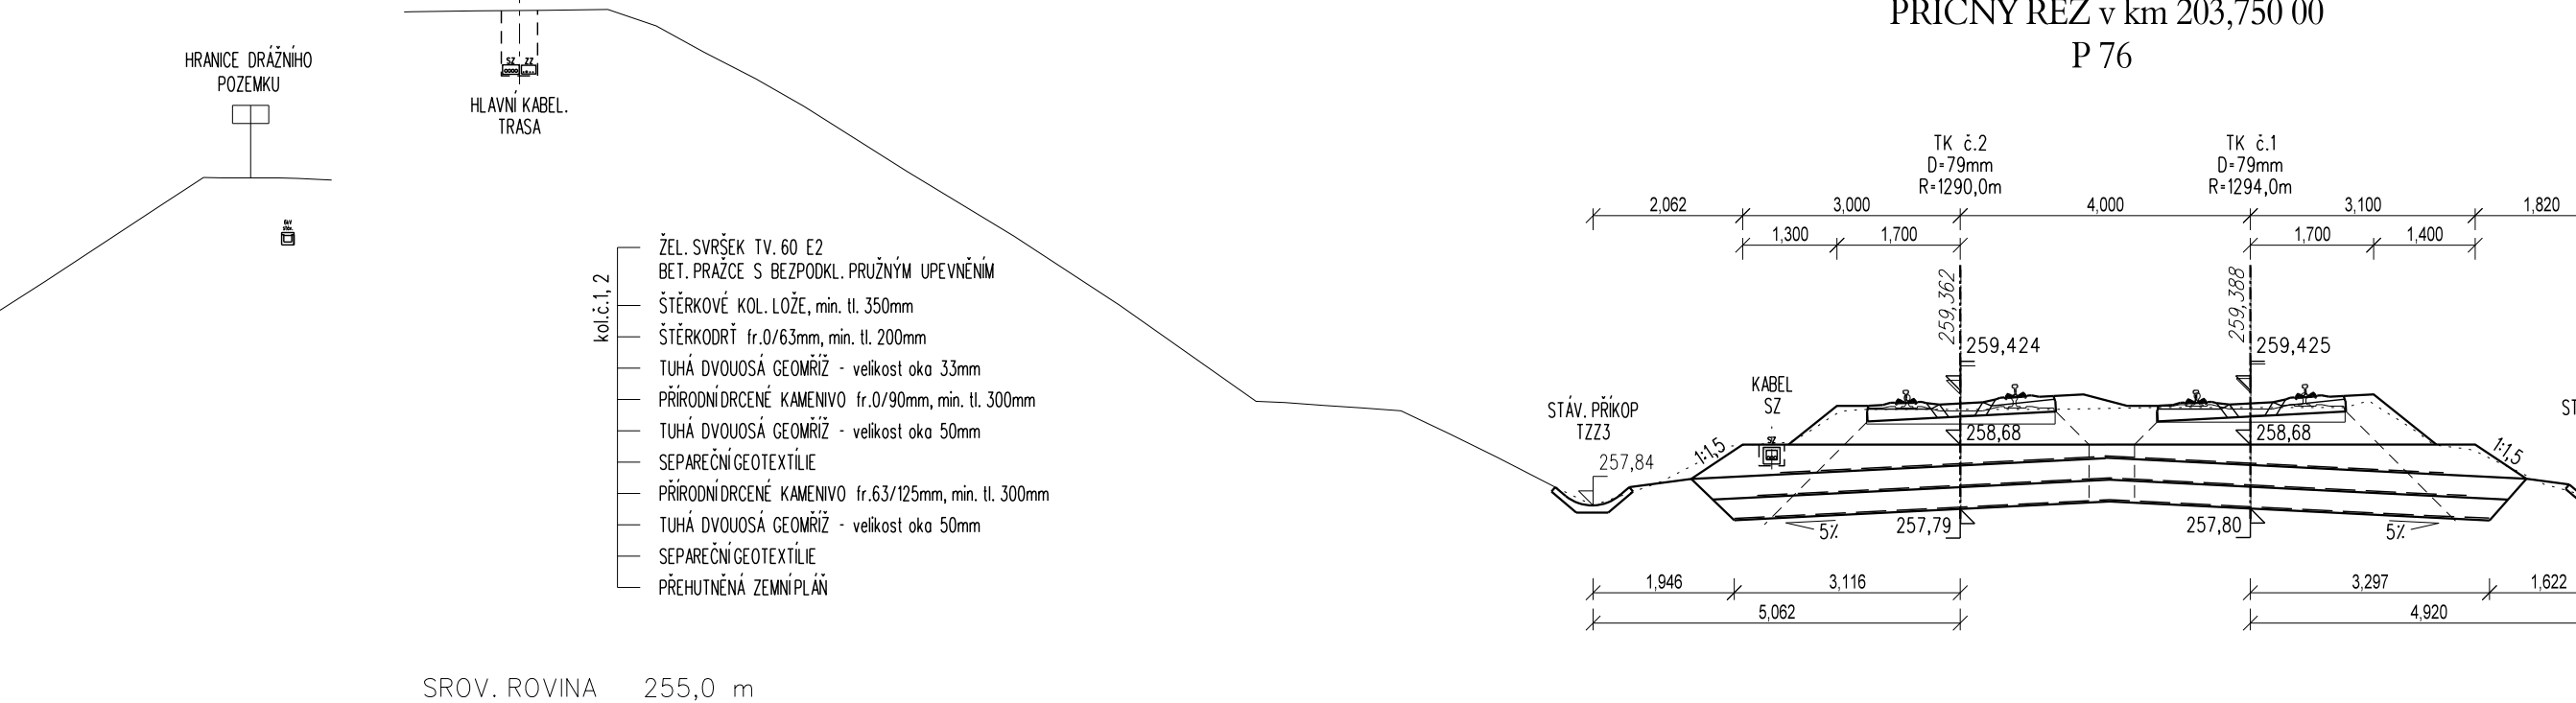 PŘÍČNÝ ŘEZ v km 203,750 00
P 76
HRANICE DRÁŽNÍHO
POZEMKU
SZ ZZ
HLAVNÍ KABEL.
TRASA
kol.č.1, 2
ŽEL. SVRŠEK TV. 60 E2
BET. PRAŽCE S BEZPODKL. PRUŽNÝM UPEVNĚNÍM
ŠTĚRKOVÉ KOL. LOŽE, min. tl. 350mm
ŠTĚRKODRŤ fr.0/63mm, min. tl. 200mm
TUHÁ DVOUOSÁ GEOMŘÍŽ - velikost oka 33mm
PŘÍRODNÍ DRCENÉ KAMENIVO fr.0/90mm, min. tl. 300mm
TUHÁ DVOUOSÁ GEOMŘÍŽ - velikost oka 50mm
SEPAREČNÍ GEOTEXTÍLIE
PŘÍRODNÍ DRCENÉ KAMENIVO fr.63/125mm, min. tl. 300mm
TUHÁ DVOUOSÁ GEOMŘÍŽ - velikost oka 50mm
SEPAREČNÍ GEOTEXTÍLIE
PŘEHUTNĚNÁ ZEMNÍ PLÁŇ
SROV. ROVINA 255,0 m
TK č.2
D=79mm
R=1290,0m
TK č.1
D=79mm
R=1294,0m
2,062 3,000 4,000 3,100 1,820
1,300 1,700 1,700 1,400
259,362
259,388
259,424 259,425
KABEL
SZ
STÁV. PŘÍKOP
TZZ3
257,84
SZ
1:1,5
258,68 258,68
1:1,5
ST
5% 257,79 257,80 5%
1,946 3,116 3,297 1,622
5,062 4,920